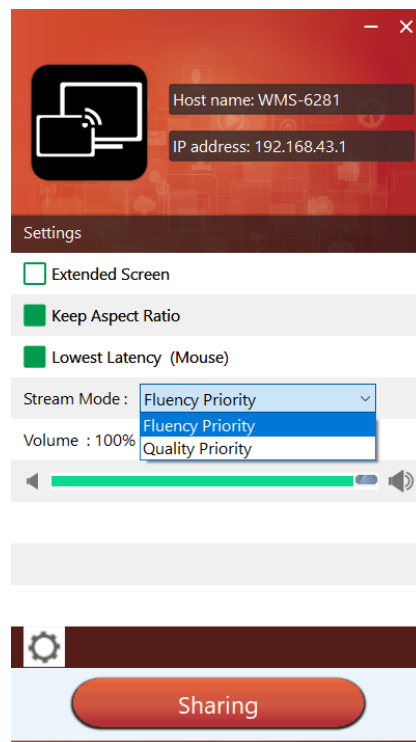 Host name: WMS-6281
IP address: 192.168.43.1
Settings
Extended Screen
Keep Aspect Ratio
Lowest Latency (Mouse)
Stream Mode : Fluency Priority
Fluency Priority
Volume : 100%
Quality Priority
Sharing